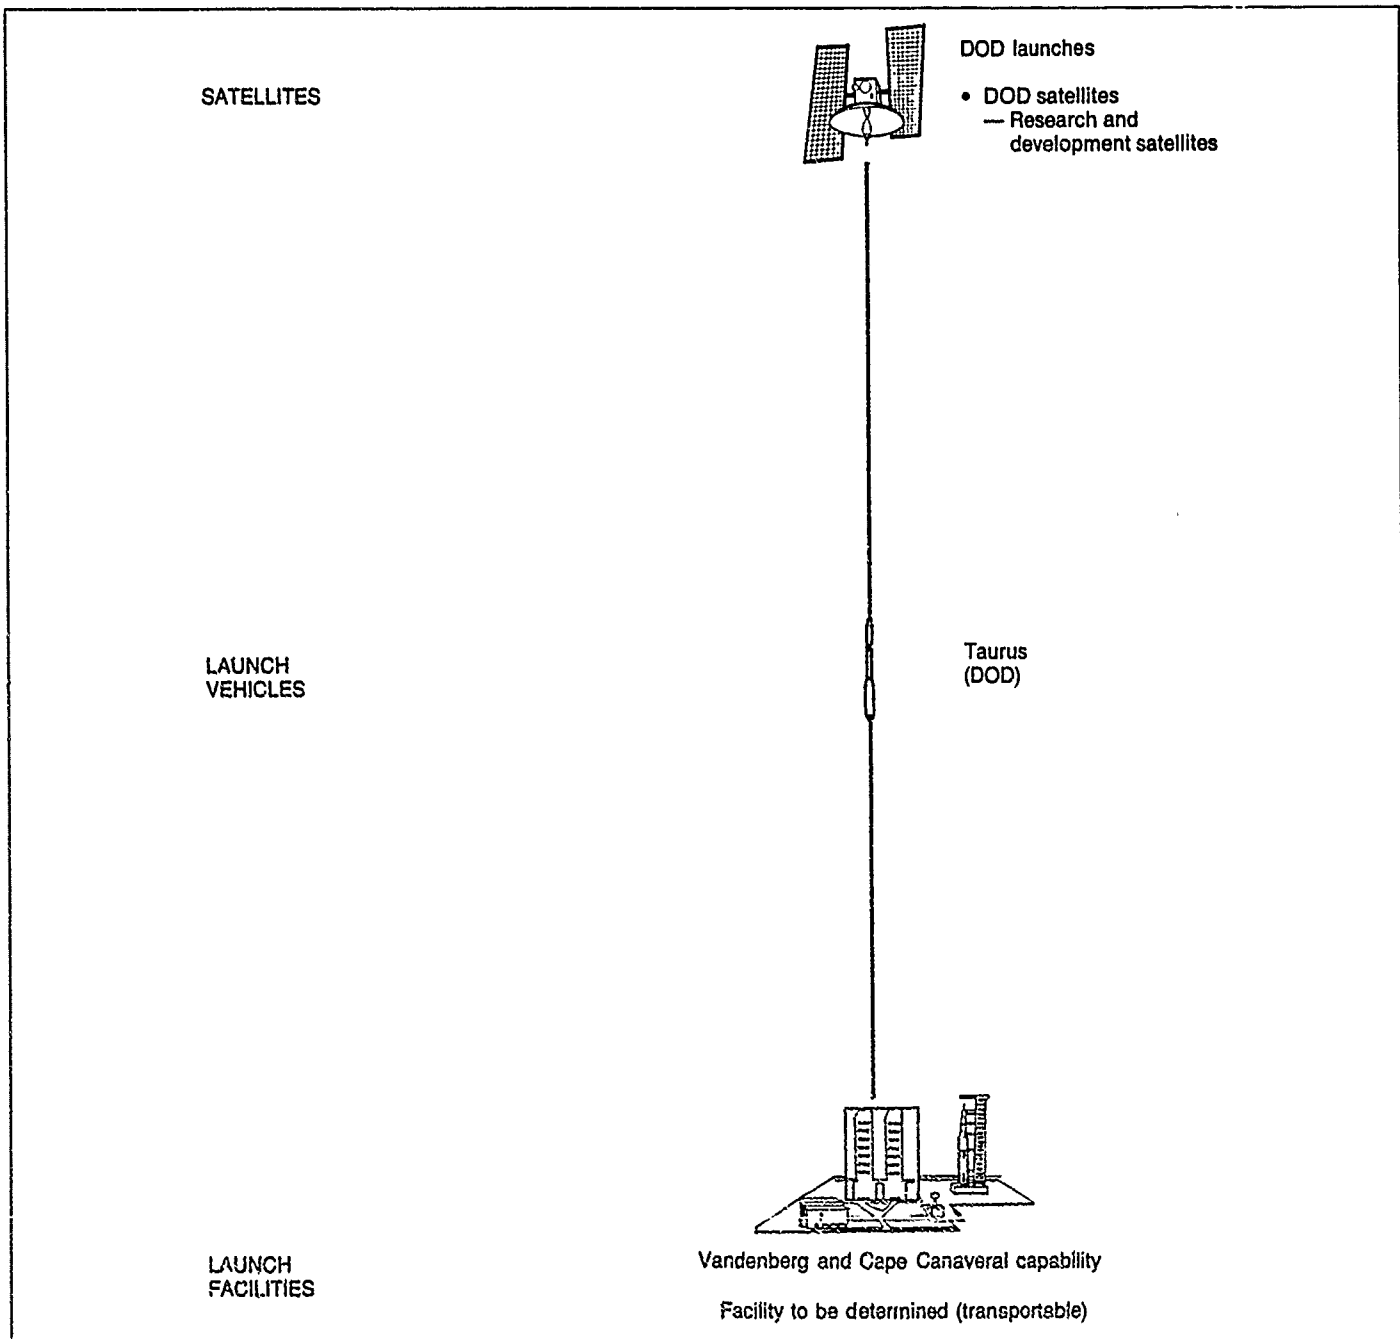 SATELLITES
DOD launches
• DOD satellites
— Research and
development satellites
LAUNCH
VEHICLES
Taurus
(DOD)
LAUNCH
FACILITIES
Vandenberg and Cape Canaveral capability
Facility to be determined (transportable)